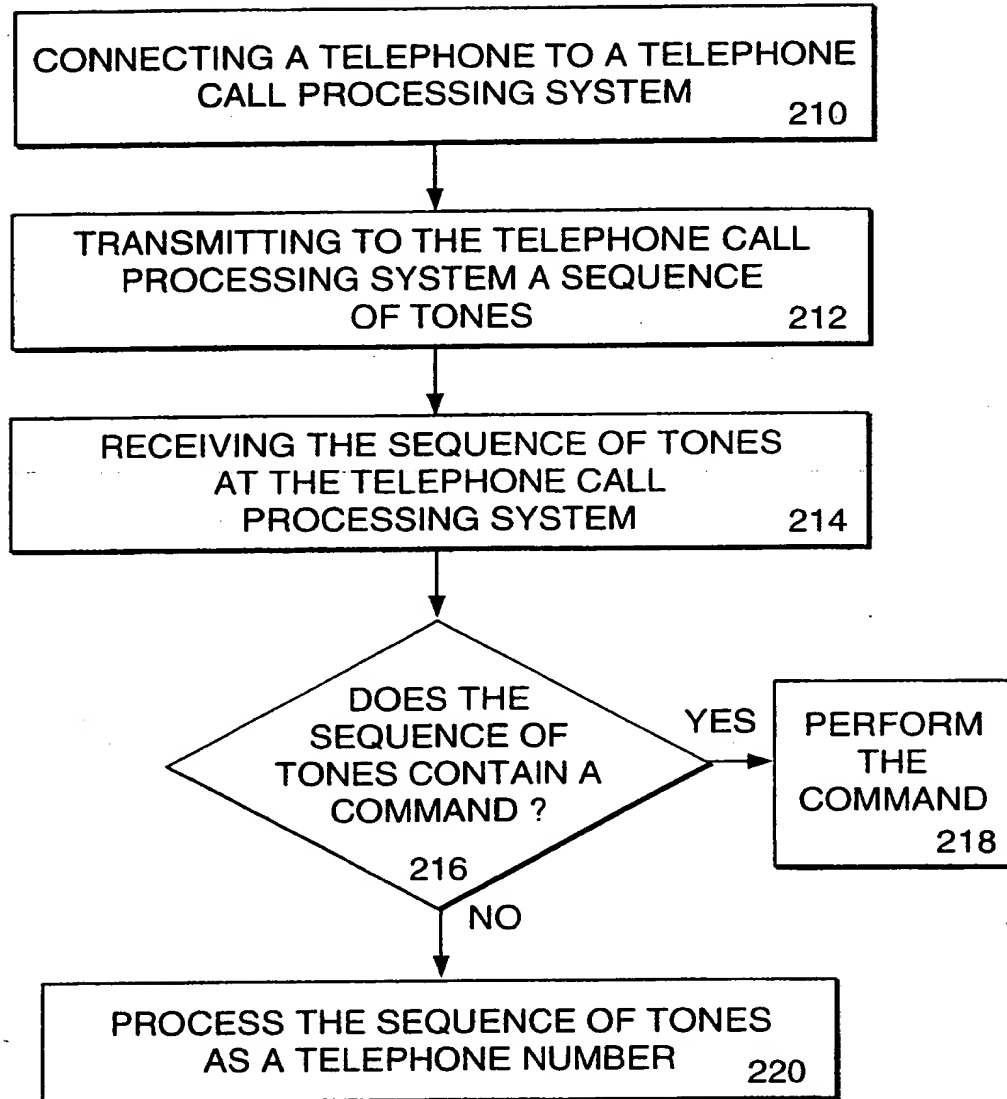 CONNECTING A TELEPHONE TO A TELEPHONE
CALL PROCESSING SYSTEM
210
TRANSMITTING TO THE TELEPHONE CALL
PROCESSING SYSTEM A SEQUENCE
OF TONES 212
RECEIVING THE SEQUENCE OF TONES
AT THE TELEPHONE CALL
PROCESSING SYSTEM 214
DOES THE
SEQUENCE OF
TONES CONTAIN A
COMMAND ?
216
YES
PERFORM
THE
COMMAND
218
NO
PROCESS THE SEQUENCE OF TONES
AS A TELEPHONE NUMBER 220